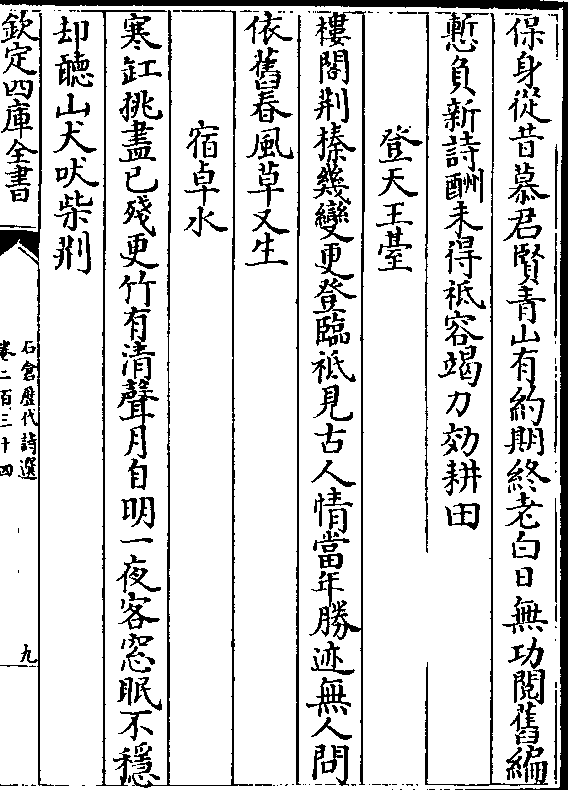 保身從昔慕君賢青山有約期終老白日無功閱舊編
慙負新詩酬未得祇容竭力効耕田
登天王臺
樓閣荆榛幾變更登臨祇見古人情當年勝迹無人問
依舊春風草又生
宿卓水
寒缸挑盡已殘更竹有清聲月自明一夜客窓眠不穩
却聽山犬吠柴荆
欽定四庫全書
石倉歷代詩選
卷二百三十四
九